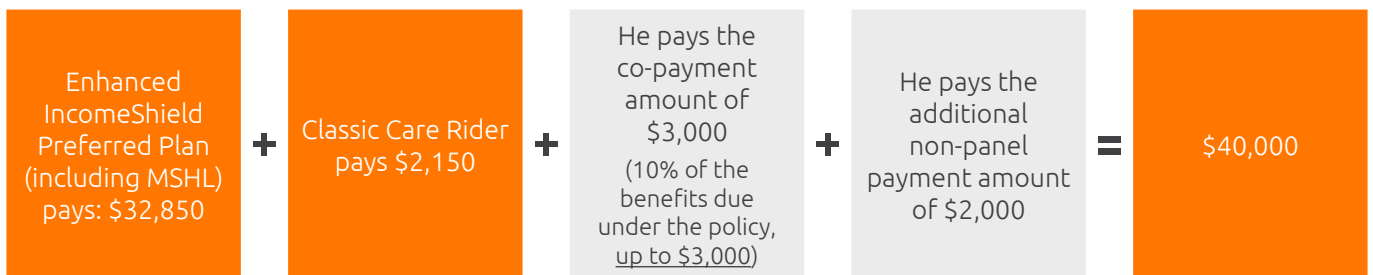 Enhanced
IncomeShield
Preferred Plan
(including MSHL)
pays: $32,850
+
Classic Care Rider
pays $2,150
+
He pays the
co-payment
amount of
$3,000
(10% of the
benefits due
under the policy,
up to $3,000)
+
He pays the
additional
non-panel
payment amount
of $2,000
=
$40,000